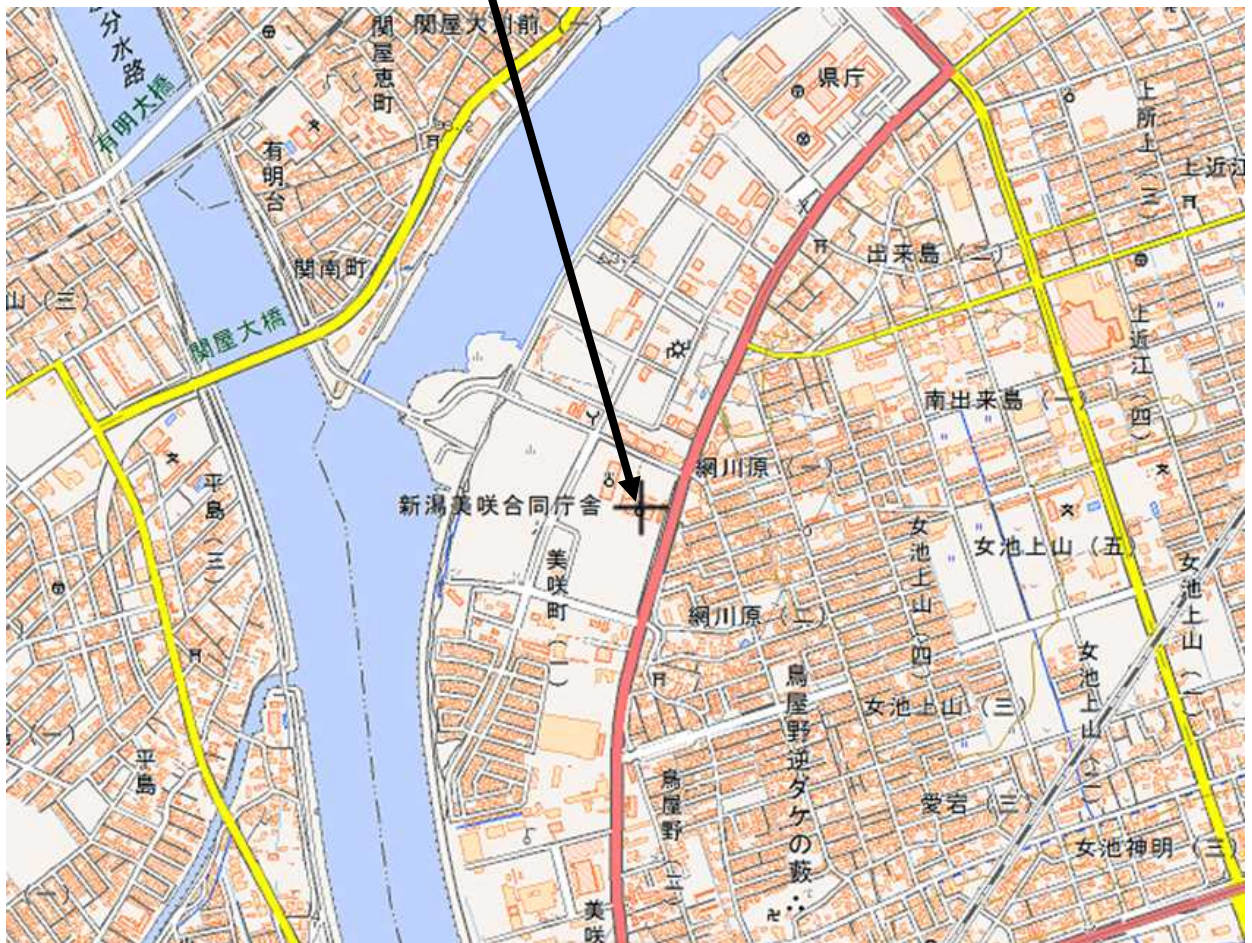 分水路
関屋大川前（一）
関屋恵町
県庁
有明大橋
有明台
上所上（三）
上近江
関南町
出来島（二）
山（三）
関屋大橋
上近江（四）
南出来島（一）
網川原（一）
平島（三）
新潟美咲合同庁舎
女池上山（五）
女池上山（四）
美咲町（一）
網川原（二）
女池上山（一）
女池上山（二）
鳥屋野逆ダケの藪
女池上山（三）
平島
鳥屋野（二）
愛宕（三）
女池神明（三）
美咲